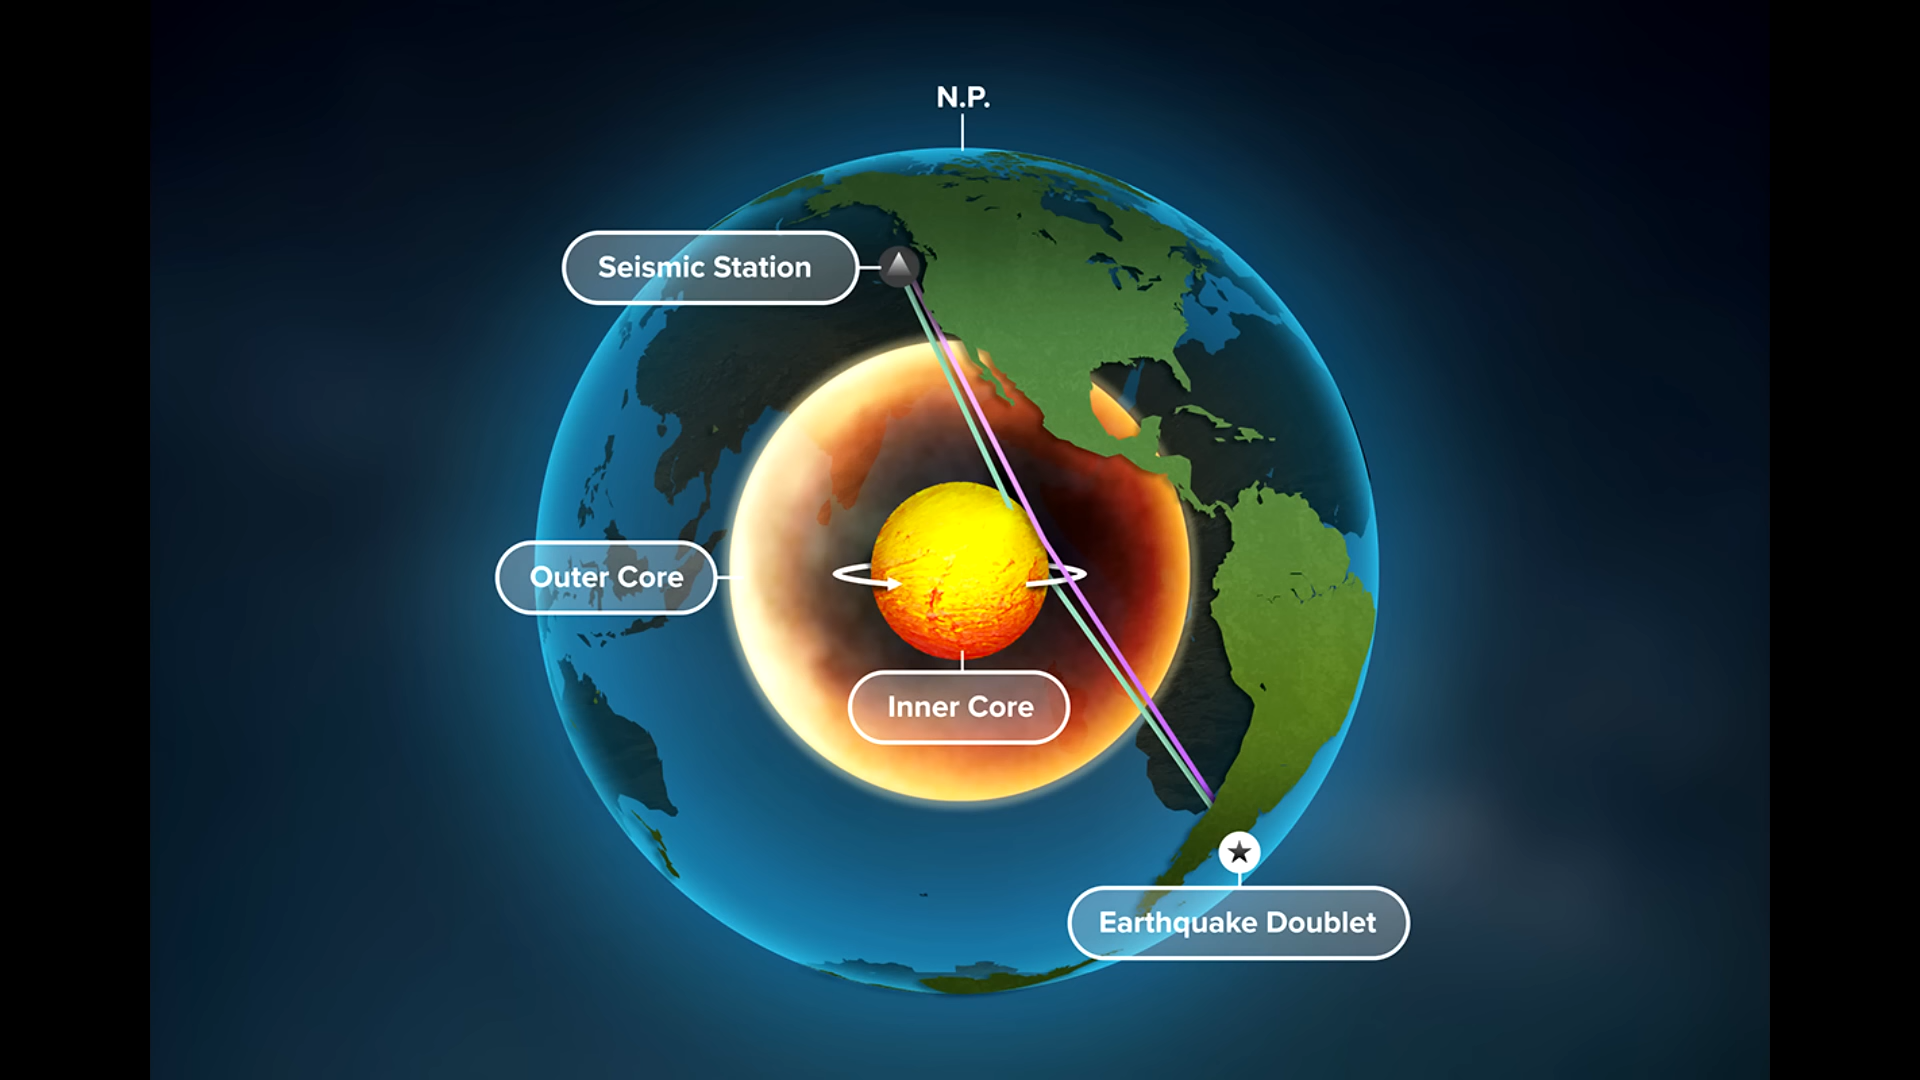 N.P.
Seismic Station
Outer Core
Inner Core
Earthquake Doublet